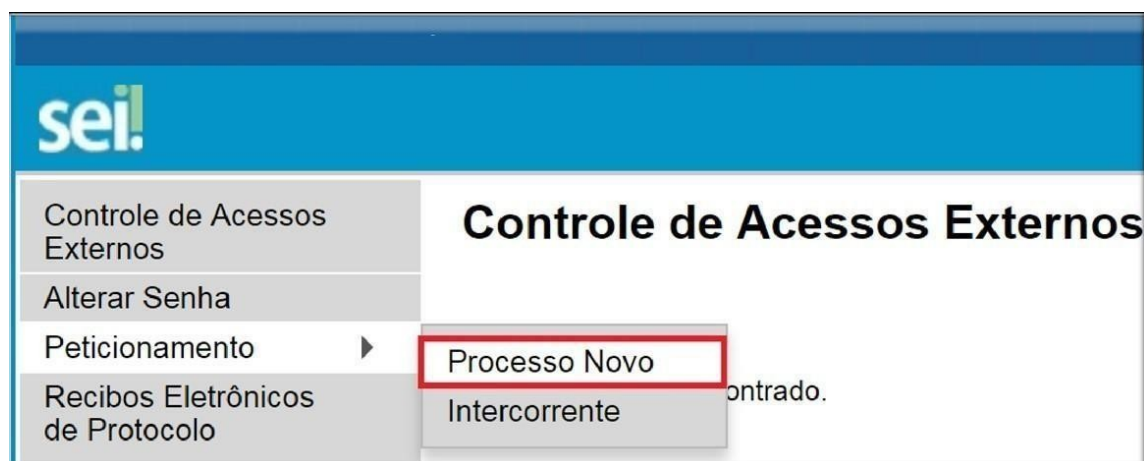 sei!
Controle de Acessos
Externos
Alterar Senha
Peticionamento
Recibos Eletrônicos
de Protocolo
Controle de Acessos Externos
Processo Novo
Intercorrente
ontrado.